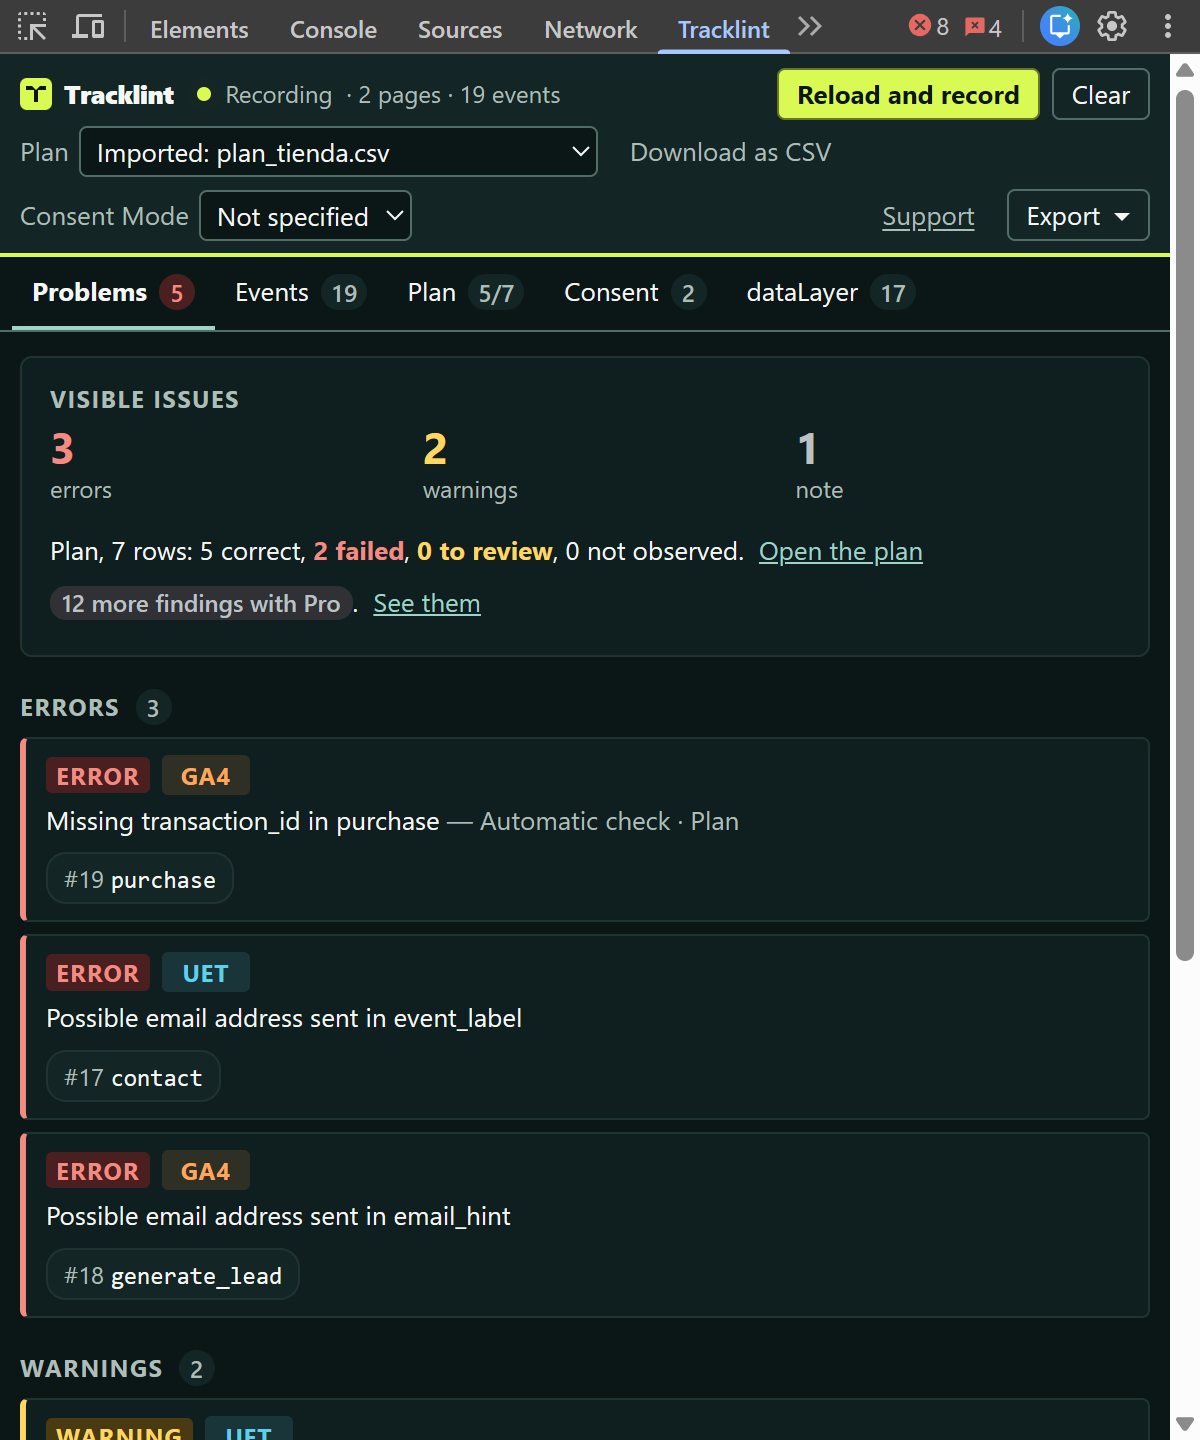 Elements Console Sources Network Tracklint 8 4
Tracklint Recording · 2 pages · 19 events Reload and record Clear
Plan Imported: plan_tienda.csv Download as CSV
Consent Mode Not specified Support Export
Problems 5 Events 19 Plan 5/7 Consent 2 dataLayer 17
VISIBLE ISSUES
3 2 1
errors warnings note
Plan, 7 rows: 5 correct, 2 failed, 0 to review, 0 not observed. Open the plan
12 more findings with Pro. See them
ERRORS 3
ERROR GA4
Missing transaction_id in purchase — Automatic check · Plan
#19 purchase
ERROR UET
Possible email address sent in event_label
#17 contact
ERROR GA4
Possible email address sent in email_hint
#18 generate_lead
WARNINGS 2
WARNING UET